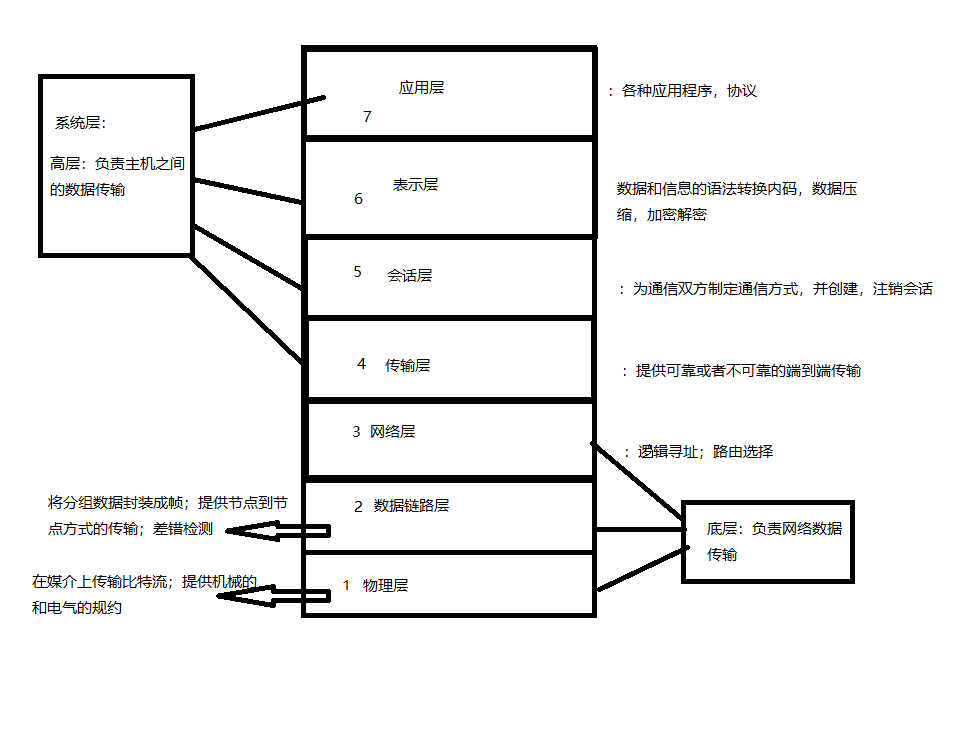 应用层
7
：各种应用程序，协议
系统层：
高层：负责主机之间
的数据传输
表示层
6
数据和信息的语法转换内码，数据压
缩，加密解密
5 会话层
：为通信双方制定通信方式，并创建，注销会话
4 传输层
：提供可靠或者不可靠的端到端传输
3 网络层
：逻辑寻址；路由选择
将分组数据封装成帧；提供节点到节
点方式的传输；差错检测
2 数据链路层
底层：负责网络数据
传输
在媒介上传输比特流；提供机械的
和电气的规约
1 物理层